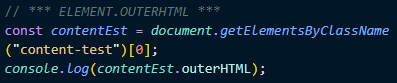 // *** ELEMENT.OUTERHTML ***
const contentEst = document.getElementsByClassName
("content-test")[0];
console.log(contentEst.outerHTML);